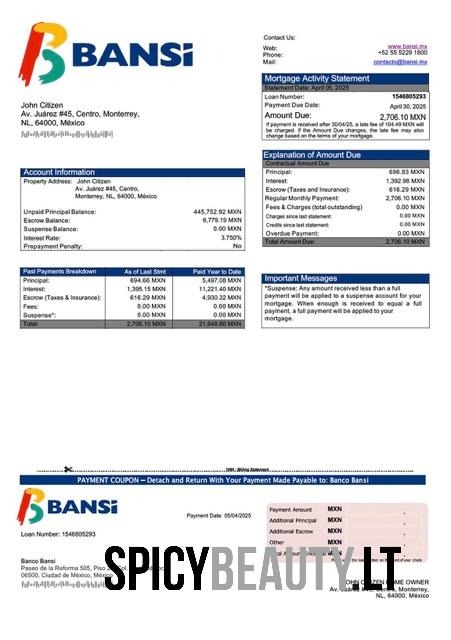 BANSi
Contact Us:
Web: www.bansi.mx
Phone: +52 55 5229 1800
Mail: contacto@bansi.mx
Mortgage Activity Statement
Statement Date: April 05, 2025
Loan Number: 1546805293
Payment Due Date: April 30, 2025
Amount Due: 2,706.10 MXN
If payment is received after 30/04/25, a late fee of 104.49 MXN will
be charged. If the Amount Due changes, the late fee may also
change based on the terms of your mortgage.
John Citizen
Av. Juárez #45, Centro, Monterrey,
NL, 64000, México
Explanation of Amount Due
Contractual Amount Due
Principal: 696.83 MXN
Interest: 1,392.98 MXN
Escrow (Taxes and Insurance): 616.29 MXN
Regular Monthly Payment: 2,706.10 MXN
Fees & Charges (total outstanding) 0.00 MXN
Charges since last statement: 0.00 MXN
Credits since last statement: 0.00 MXN
Overdue Payment: 0.00 MXN
Total Amount Due: 2,706.10 MXN
Account Information
Property Address: John Citizen
Av. Juárez #45, Centro,
Monterrey, NL, 64000, México
Unpaid Principal Balance: 445,752.92 MXN
Escrow Balance: 6,779.19 MXN
Suspense Balance: 0.00 MXN
Interest Rate: 3.750%
Prepayment Penalty: No
Past Payments Breakdown As of Last Stmt Paid Year to Date
Principal: 694.66 MXN 5,497.08 MXN
Interest: 1,395.15 MXN 11,221.40 MXN
Escrow (Taxes & Insurance): 616.29 MXN 4,930.32 MXN
Fees: 0.00 MXN 0.00 MXN
Suspense*: 0.00 MXN 0.00 MXN
Total: 2,706.10 MXN 21,648.80 MXN
Important Messages
*Suspense: Any amount received less than a full
payment will be applied to a suspense account for your
mortgage. When enough is received to equal a full
payment, a full payment will be applied to your
mortgage.
Billing Statement
PAYMENT COUPON – Detach and Return With Your Payment Made Payable to: Banco Bansi
BANSi
Payment Date: 05/04/2025
Loan Number: 1546805293
Payment Amount MXN .
Additional Principal MXN .
Additional Escrow MXN .
Other MXN .
Banco Bansi
Paseo de la Reforma 505, Piso
06500, Ciudad de México, México
SPICYBEAUTY.LT
JOHN CITIZEN HOME OWNER
Av. Juárez #45, Centro, Monterrey,
NL, 64000, México